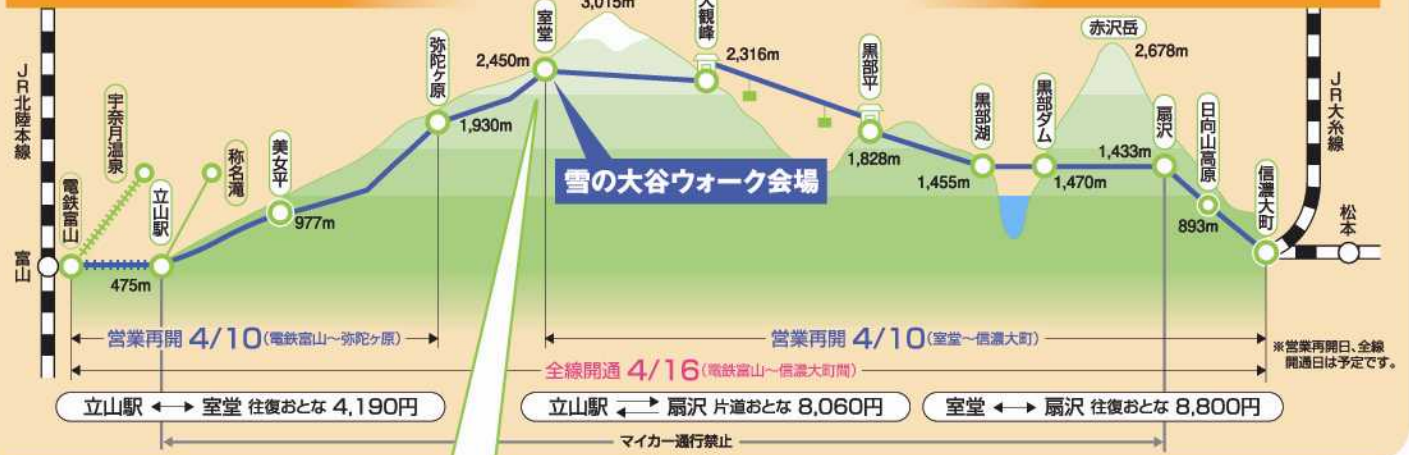 3,015m
室堂
大観峰
赤沢岳
2,678m
2,450m
2,316m
弥陀ヶ原
黒部平
JR北陸本線
JR大糸線
宇奈月温泉
称名滝
美女平
1,930m
黒部湖
黒部ダム
扇沢
日向山高原
1,828m
1,433m
電鉄富山
立山駅
雪の大谷ウォーク会場
1,455m
1,470m
信濃大町
977m
893m
松本
富山
475m
営業再開 4/10(電鉄富山〜弥陀ヶ原)
営業再開 4/10(室堂〜信濃大町)
※営業再開日、全線
開通日は予定です。
全線開通 4/16(電鉄富山〜信濃大町間)
立山駅 ←→ 室堂 往復おとな 4,190円
立山駅 ⇄ 扇沢 片道おとな 8,060円
室堂 ←→ 扇沢 往復おとな 8,800円
マイカー通行禁止